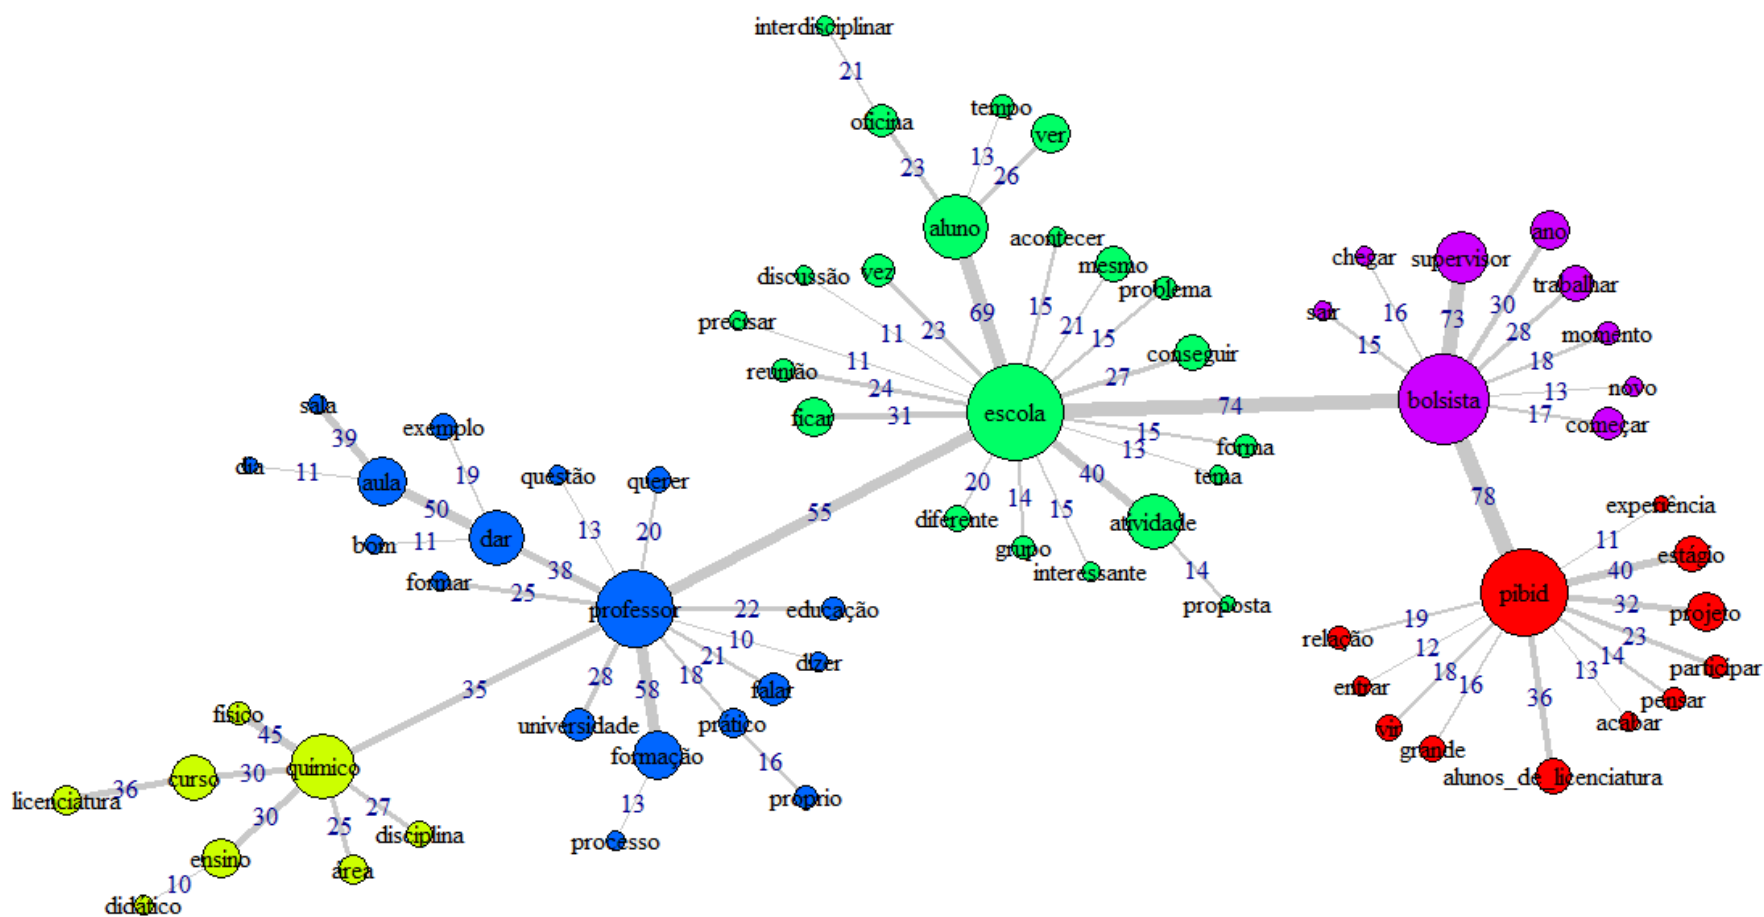 interdisciplinar
21
oficina
tempo
ver
23
13
26
aluno
acontecer
mesmo
discussão
vez
problema
precisar
69
15
21
15
23
11
11
conseguir
27
reunião
24
ficar
31
escola
74
15
forma
13
tema
20
14
15
40
diferente
grupo
interessante
atividade
14
proposta
chegar
supervisor
ano
trabalhar
sair
16
73
30
28
momento
15
18
novo
13
bolsista
17
começar
78
experiência
11
estágio
40
pibid
32
projeto
19
relação
12
23
participar
entrar
18
16
13
14
pensar
vir
36
acabar
grande
alunos_de_licenciatura
sala
exemplo
39
dia
11
aula
19
questão
querer
50
55
bom
11
dar
13
20
formar
38
25
professor
22
educação
10
dizer
21
28
58
18
falar
universidade
prático
formação
16
próprio
13
processo
35
físico
45
químico
curso
30
licenciatura
36
30
27
25
disciplina
ensino
área
10
didático